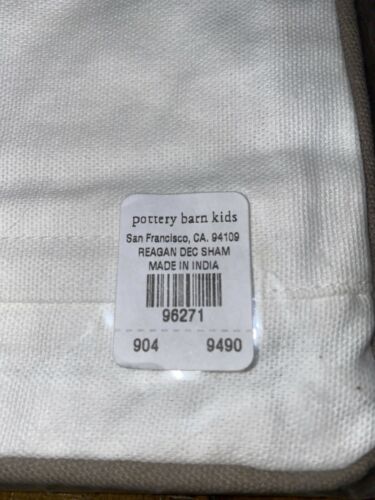 pottery barn kids
San Francisco, CA. 94109
REAGAN DEC SHAM
MADE IN INDIA
96271
904 9490